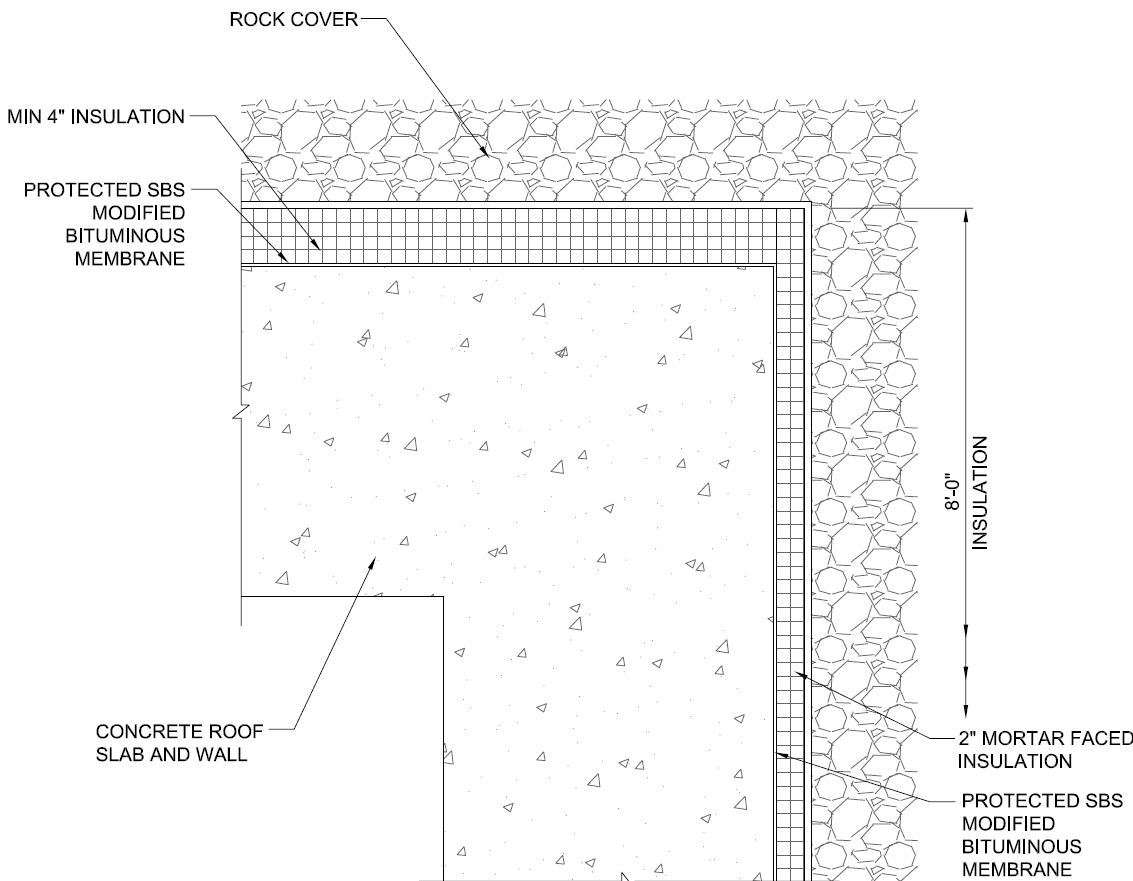 ROCK COVER
MIN 4" INSULATION
PROTECTED SBS
MODIFIED
BITUMINOUS
MEMBRANE
8'-0"
INSULATION
CONCRETE ROOF
SLAB AND WALL
2" MORTAR FACED
INSULATION
PROTECTED SBS
MODIFIED
BITUMINOUS
MEMBRANE